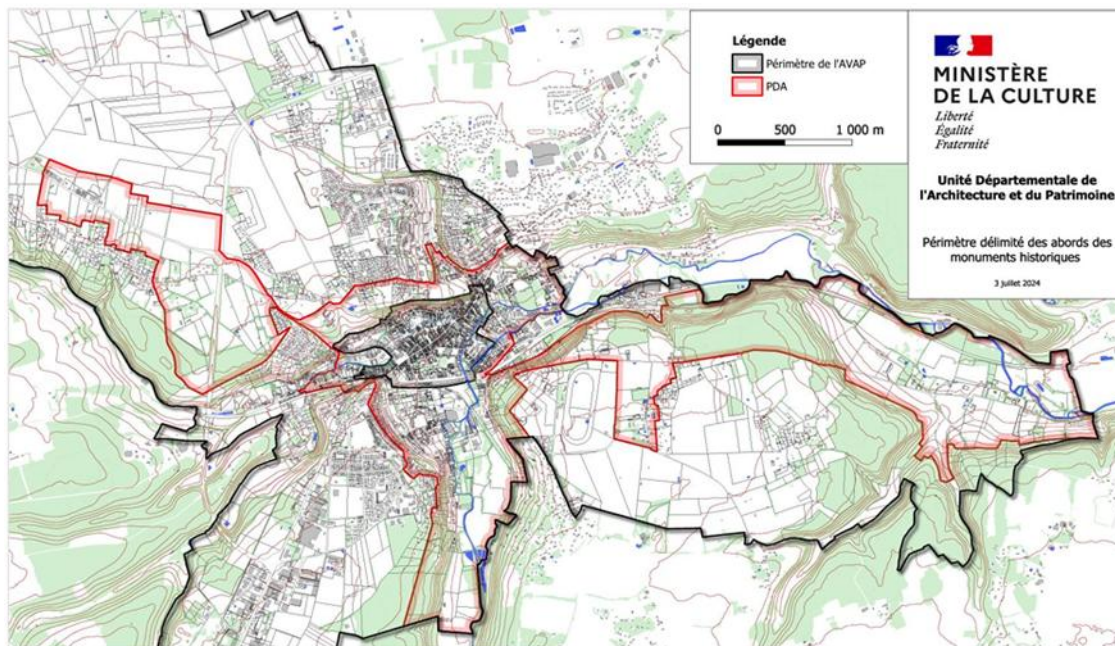 Légende
Périmètre de l'AVAP
PDA
0 500 1 000 m
MINISTÈRE
DE LA CULTURE
Liberté
Égalité
Fraternité
Unité Départementale de
l'Architecture et du Patrimoine
Périmètre délimité des abords des
monuments historiques
3 juillet 2024